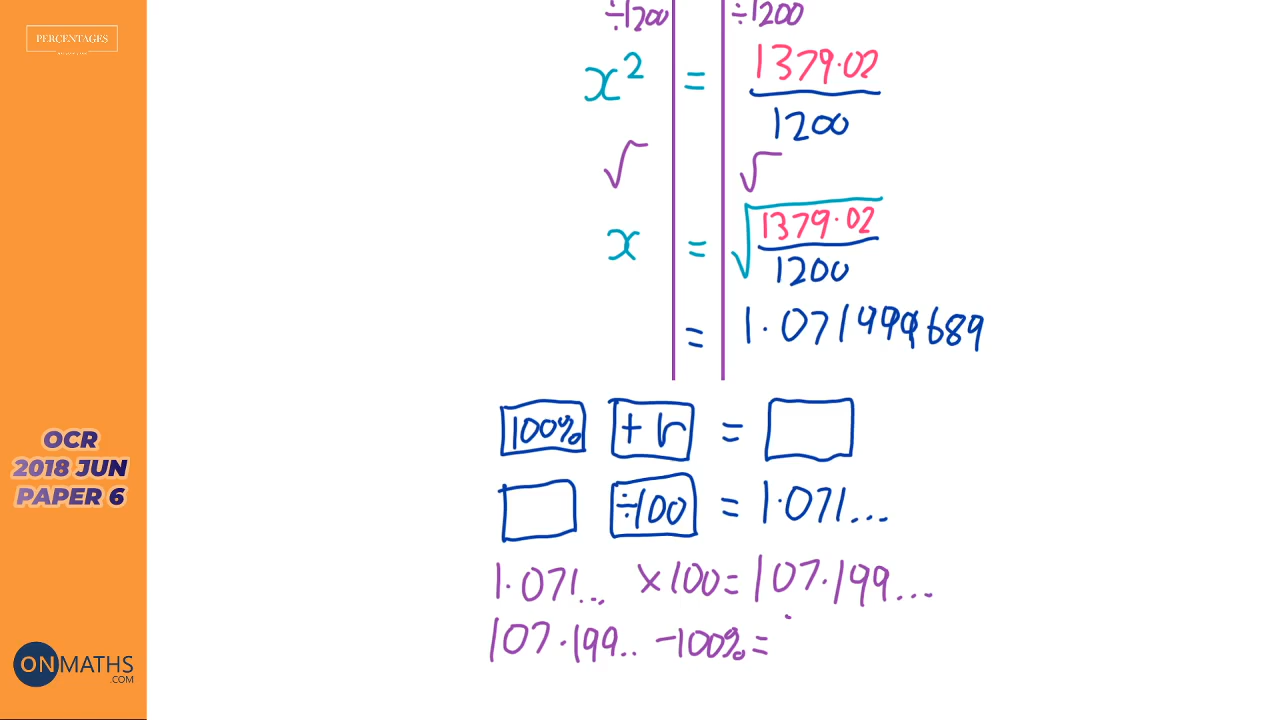 PERCENTAGES
÷1200 ÷1200
x² = 1379.02
1200
√ √
x = √1379.02
1200
= 1.071999689
100% + r =
÷100 = 1.071...
OCR
2018 JUN
PAPER 6
1.071... ×100= 107.199...
107.199.. -100% =
ONMATHS
.COM